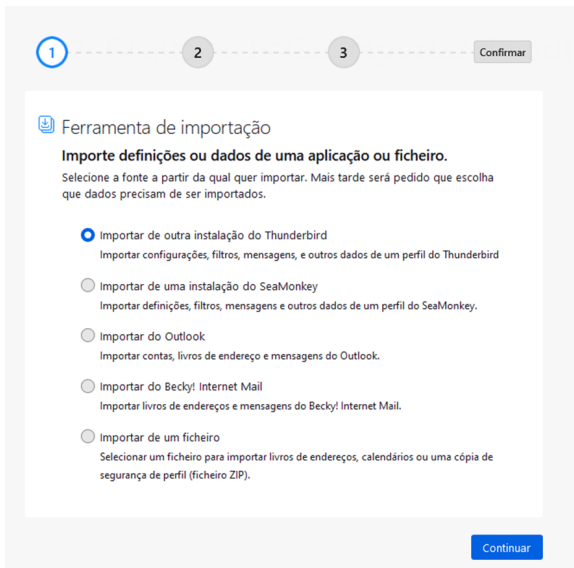 1 2 3 Confirmar
Ferramenta de importação
Importe definições ou dados de uma aplicação ou ficheiro.
Selecione a fonte a partir da qual quer importar. Mais tarde será pedido que escolha
que dados precisam de ser importados.
Importar de outra instalação do Thunderbird
Importar configurações, filtros, mensagens, e outros dados de um perfil do Thunderbird
Importar de uma instalação do SeaMonkey
Importar definições, filtros, mensagens e outros dados de um perfil do SeaMonkey.
Importar do Outlook
Importar contas, livros de endereço e mensagens do Outlook.
Importar do Becky! Internet Mail
Importar livros de endereços e mensagens do Becky! Internet Mail.
Importar de um ficheiro
Selecionar um ficheiro para importar livros de endereços, calendários ou uma cópia de
segurança de perfil (ficheiro ZIP).
Continuar